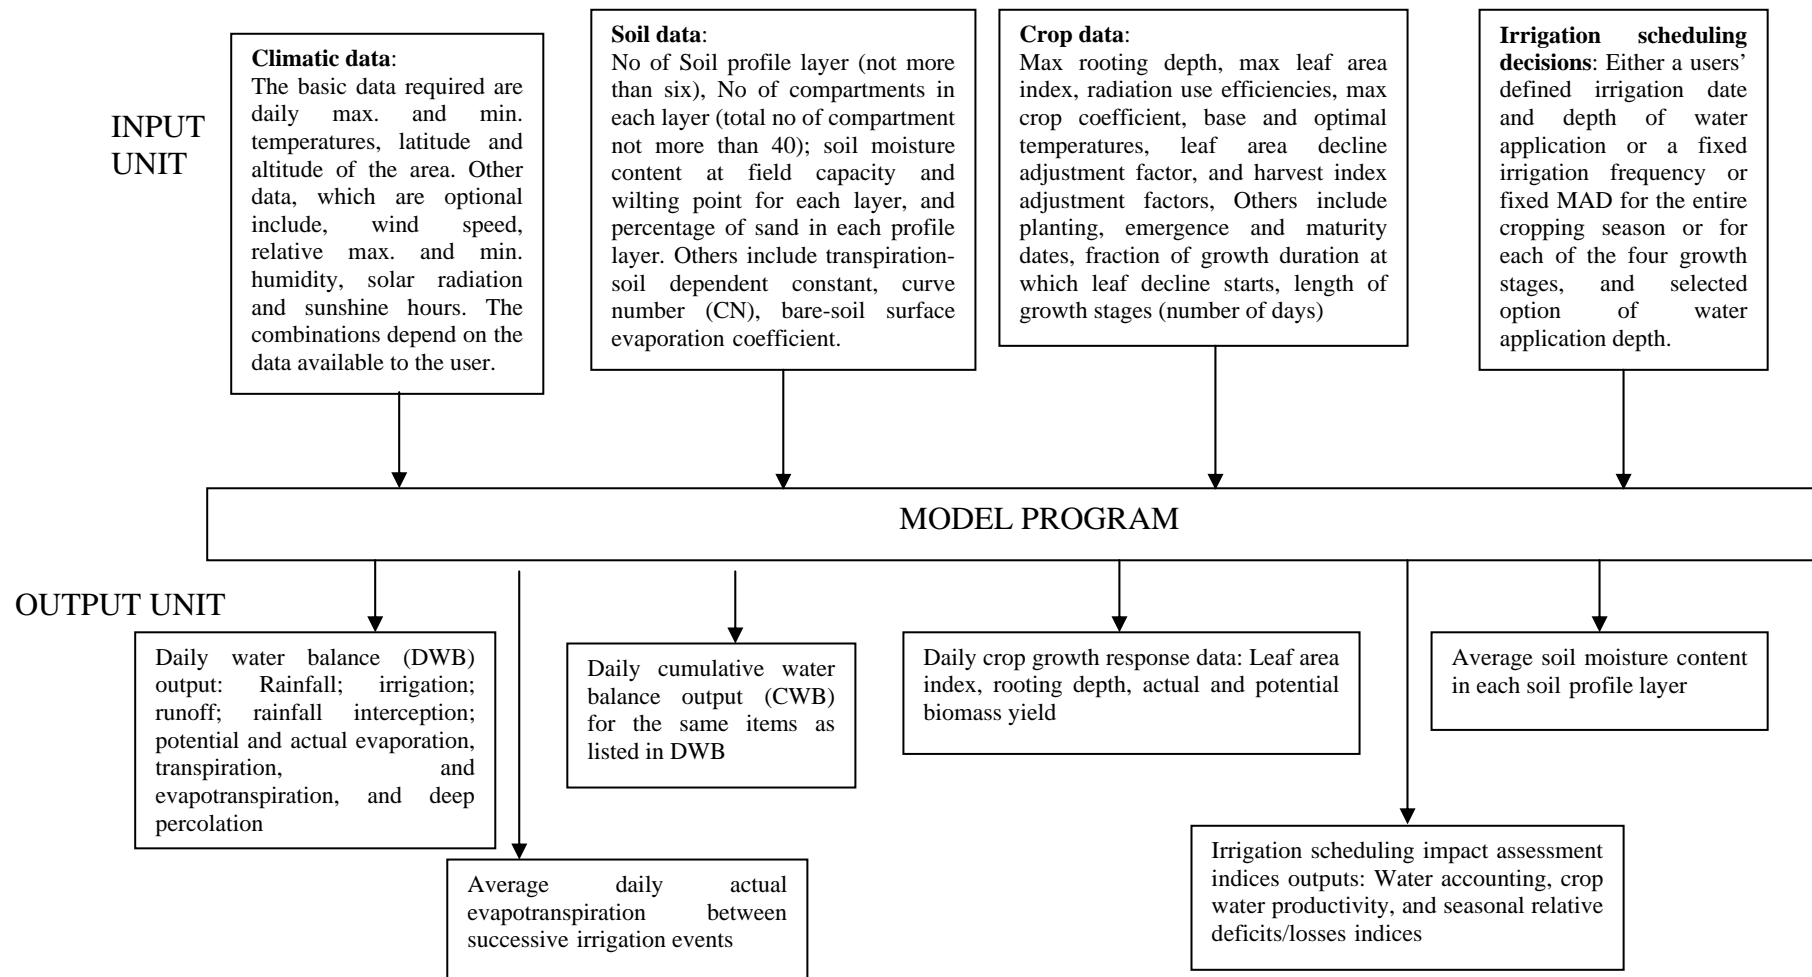 INPUT
UNIT
Climatic data:
The basic data required are
daily max. and min.
temperatures, latitude and
altitude of the area. Other
data, which are optional
include, wind speed,
relative max. and min.
humidity, solar radiation
and sunshine hours. The
combinations depend on the
data available to the user.
Soil data:
No of Soil profile layer (not more
than six), No of compartments in
each layer (total no of compartment
not more than 40); soil moisture
content at field capacity and
wilting point for each layer, and
percentage of sand in each profile
layer. Others include transpiration-
soil dependent constant, curve
number (CN), bare-soil surface
evaporation coefficient.
Crop data:
Max rooting depth, max leaf area
index, radiation use efficiencies, max
crop coefficient, base and optimal
temperatures, leaf area decline
adjustment factor, and harvest index
adjustment factors, Others include
planting, emergence and maturity
dates, fraction of growth duration at
which leaf decline starts, length of
growth stages (number of days)
Irrigation scheduling
decisions: Either a users'
defined irrigation date
and depth of water
application or a fixed
irrigation frequency or
fixed MAD for the entire
cropping season or for
each of the four growth
stages, and selected
option of water
application depth.
MODEL PROGRAM
OUTPUT UNIT
Daily water balance (DWB)
output: Rainfall; irrigation;
runoff; rainfall interception;
potential and actual evaporation,
transpiration, and
evapotranspiration, and deep
percolation
Daily cumulative water
balance output (CWB)
for the same items as
listed in DWB
Daily crop growth response data: Leaf area
index, rooting depth, actual and potential
biomass yield
Average soil moisture content
in each soil profile layer
Average daily actual
evapotranspiration between
successive irrigation events
Irrigation scheduling impact assessment
indices outputs: Water accounting, crop
water productivity, and seasonal relative
deficits/losses indices